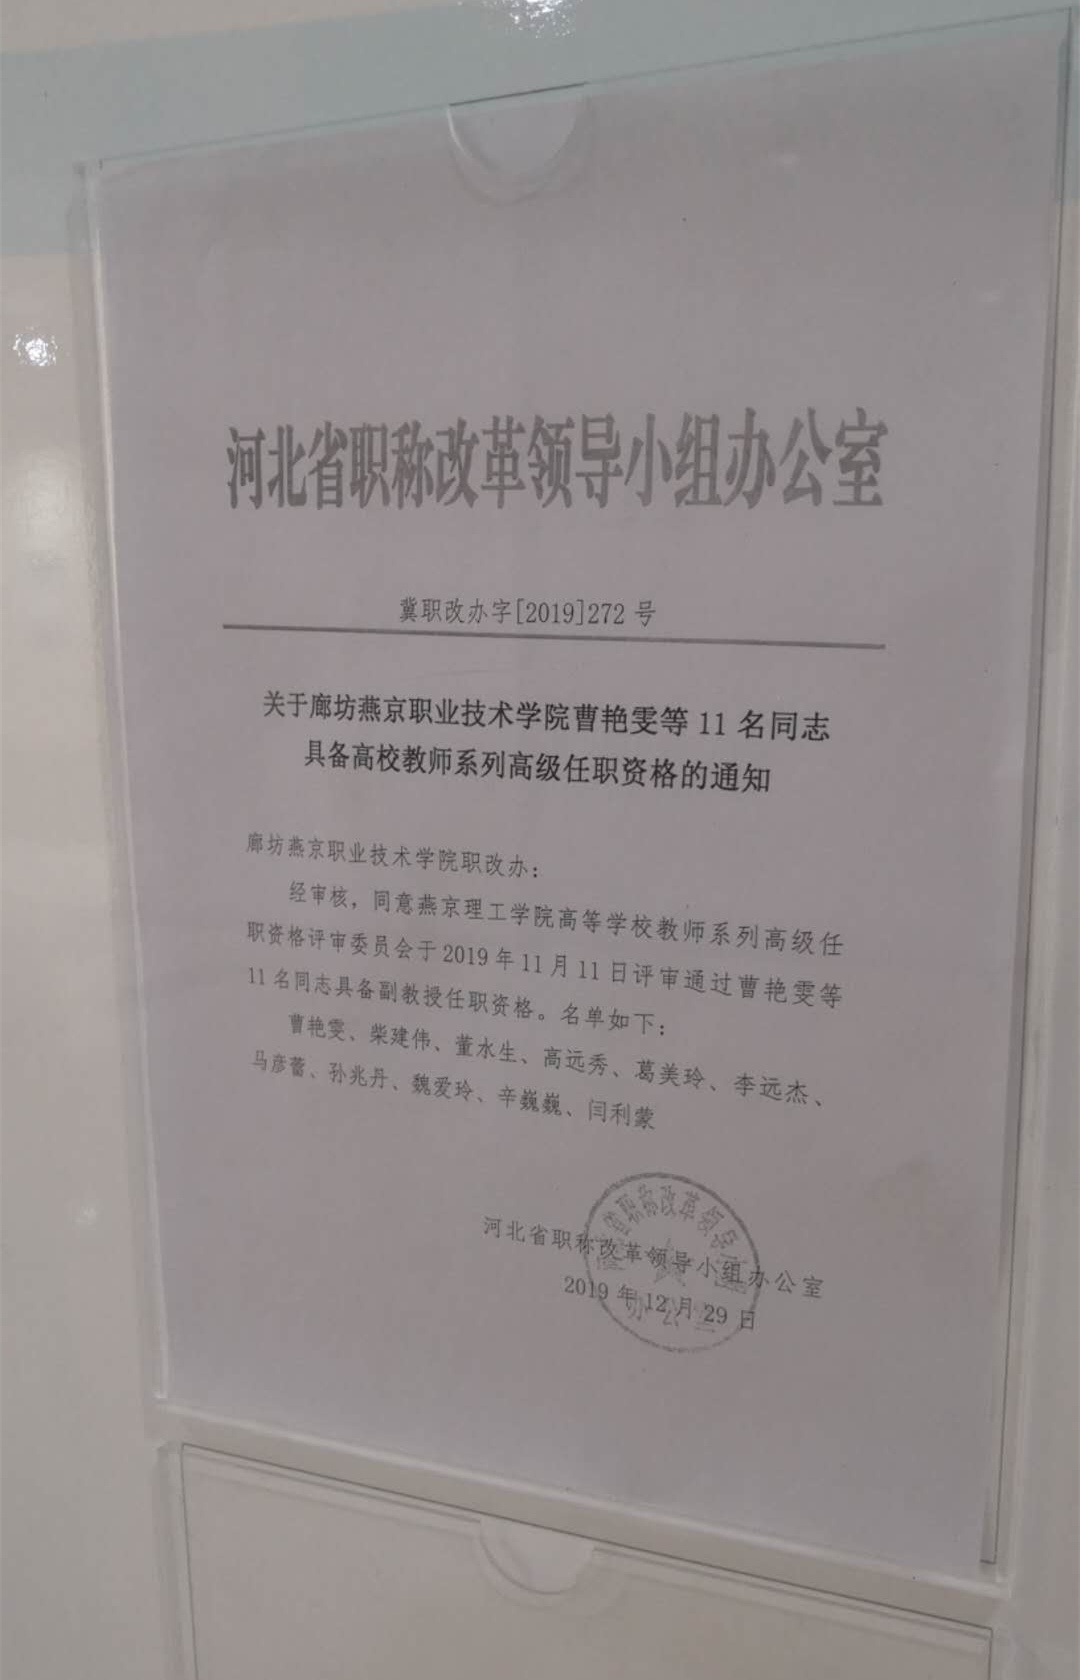 河北省职称改革领导小组办公室
冀职改办字[2019]272号
关于廊坊燕京职业技术学院曹艳雯等11名同志
具备高校教师系列高级任职资格的通知
廊坊燕京职业技术学院职改办：
经审核，同意燕京理工学院高等学校教师系列高级任
职资格评审委员会于2019年11月11日评审通过曹艳雯等
11名同志具备副教授任职资格。名单如下：
曹艳雯、柴建伟、董水生、高远秀、葛美玲、李远杰、
马彦蕾、孙兆丹、魏爱玲、辛巍巍、闫利蒙
省职称改革领导
河北省职称改革领导小组办公室
2019年12月29日
办公